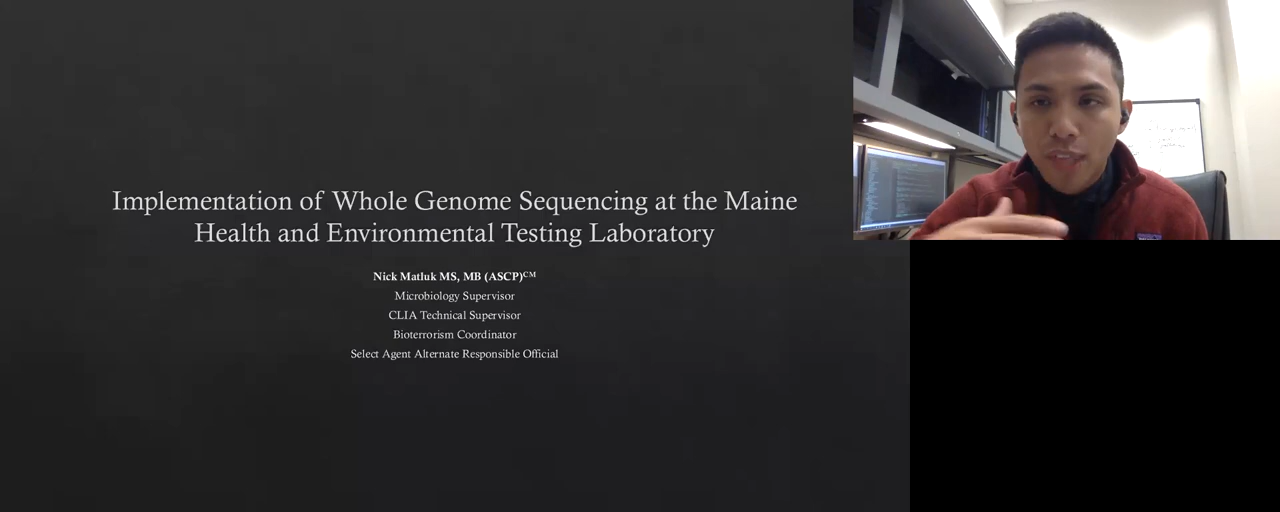 Implementation of Whole Genome Sequencing at the Maine
Health and Environmental Testing Laboratory
Nick Matluk MS, MB (ASCP)CM
Microbiology Supervisor
CLIA Technical Supervisor
Bioterrorism Coordinator
Select Agent Alternate Responsible Official